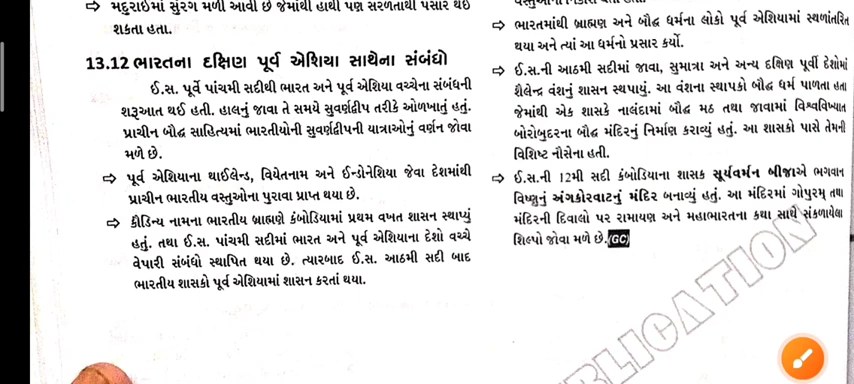 ⇨ મદુરાઈમાં સુરંગ મળી આવી છે જેમાંથી હાથી પણ સરળતાથી પસાર થઈ
શકતા હતા.
13.12 ભારતના દક્ષિણ પૂર્વ એશિયા સાથેના સંબંધો
ઈ.સ. પૂર્વે પાંચમી સદીથી ભારત અને પૂર્વ એશિયા વચ્ચેના સંબંધની
શરૂઆત થઈ હતી. હાલનું જાવા તે સમયે સુવર્ણદ્વીપ તરીકે ઓળખાતું હતું.
પ્રાચીન બૌદ્ધ સાહિત્યમાં ભારતીયોની સુવર્ણદ્વીપની યાત્રાઓનું વર્ણન જોવા
મળે છે.
⇨ પૂર્વ એશિયાના થાઈલેન્ડ, વિયેતનામ અને ઈન્ડોનેશિયા જેવા દેશમાંથી
પ્રાચીન ભારતીય વસ્તુઓના પુરાવા પ્રાપ્ત થયા છે.
⇨ કૌડિન્ય નામના ભારતીય બ્રાહ્મણે કંબોડિયામાં પ્રથમ વખત શાસન સ્થાપ્યું
હતું. તથા ઈ.સ. પાંચમી સદીમાં ભારત અને પૂર્વ એશિયાના દેશો વચ્ચે
વેપારી સંબંધો સ્થાપિત થયા છે. ત્યારબાદ ઈ.સ. આઠમી સદી બાદ
ભારતીય શાસકો પૂર્વ એશિયામાં શાસન કરતાં થયા.
⇨ ભારતમાંથી બ્રાહ્મણ અને બૌદ્ધ ધર્મના લોકો પૂર્વ એશિયામાં સ્થળાંતરિત
થયા અને ત્યાં આ ધર્મનો પ્રસાર કર્યો.
⇨ ઈ.સ.ની આઠમી સદીમાં જાવા, સુમાત્રા અને અન્ય દક્ષિણ પૂર્વી દેશોમાં
શૈલેન્દ્ર વંશનું શાસન સ્થપાયું. આ વંશના સ્થાપકો બૌદ્ધ ધર્મ પાળતા હતા
જેમાંથી એક શાસકે નાલંદામાં બૌદ્ધ મઠ તથા જાવામાં વિશ્વવિખ્યાત
બોરોબુદરના બૌદ્ધ મંદિરનું નિર્માણ કરાવ્યું હતું. આ શાસકો પાસે તેમની
વિશિષ્ટ નૌસેના હતી.
⇨ ઈ.સ.ની 12મી સદી કંબોડિયાના શાસક સૂર્યવર્મન બીજાએ ભગવાન
વિષ્ણુનું અંગકોરવાટનું મંદિર બનાવ્યું હતું. આ મંદિરમાં ગોપુરમ્ તથા
મંદિરની દિવાલો પર રામાયણ અને મહાભારતના કથા સાથે સંકળાયેલા
શિલ્પો જોવા મળે છે. (GC)